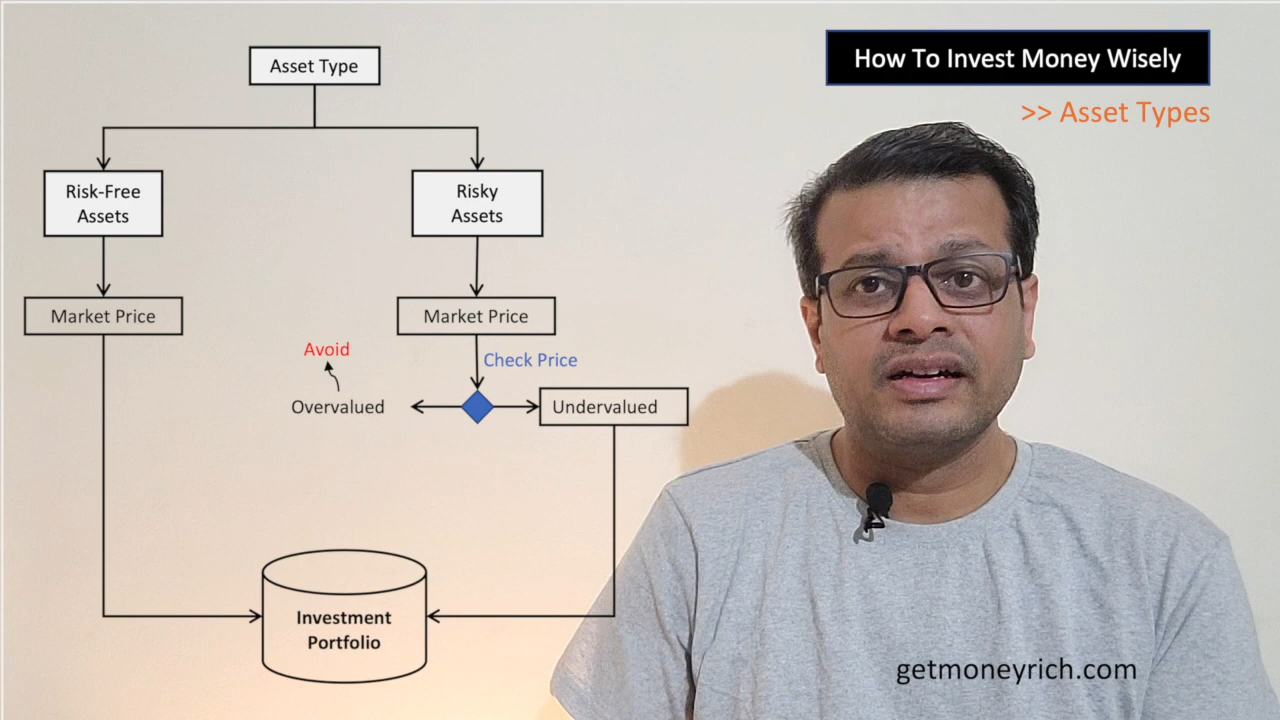 How To Invest Money Wisely
>> Asset Types
Asset Type
Risk-Free
Assets
Risky
Assets
Market Price
Market Price
Check Price
Avoid
Overvalued
Undervalued
Investment
Portfolio
getmoneyrich.com